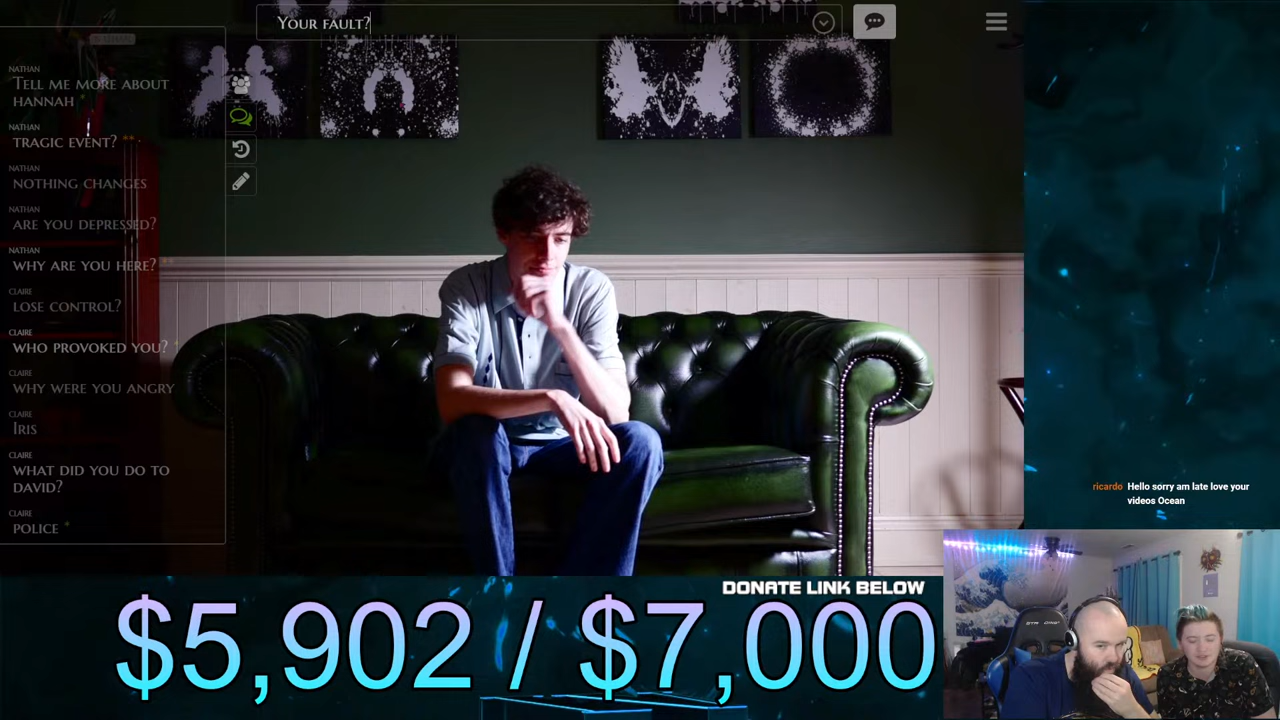 Your fault?
NATHAN
Tell me more about
hannah
NATHAN
tragic event? **
NATHAN
nothing changes
NATHAN
are you depressed?
NATHAN
why are you here? **
CLAIRE
lose control?
CLAIRE
who provoked you? *
CLAIRE
why were you angry
CLAIRE
Iris
CLAIRE
what did you do to
David?
CLAIRE
police *
ricardo Hello sorry am late love your
videos Ocean
DONATE LINK BELOW
$5,902 / $7,000